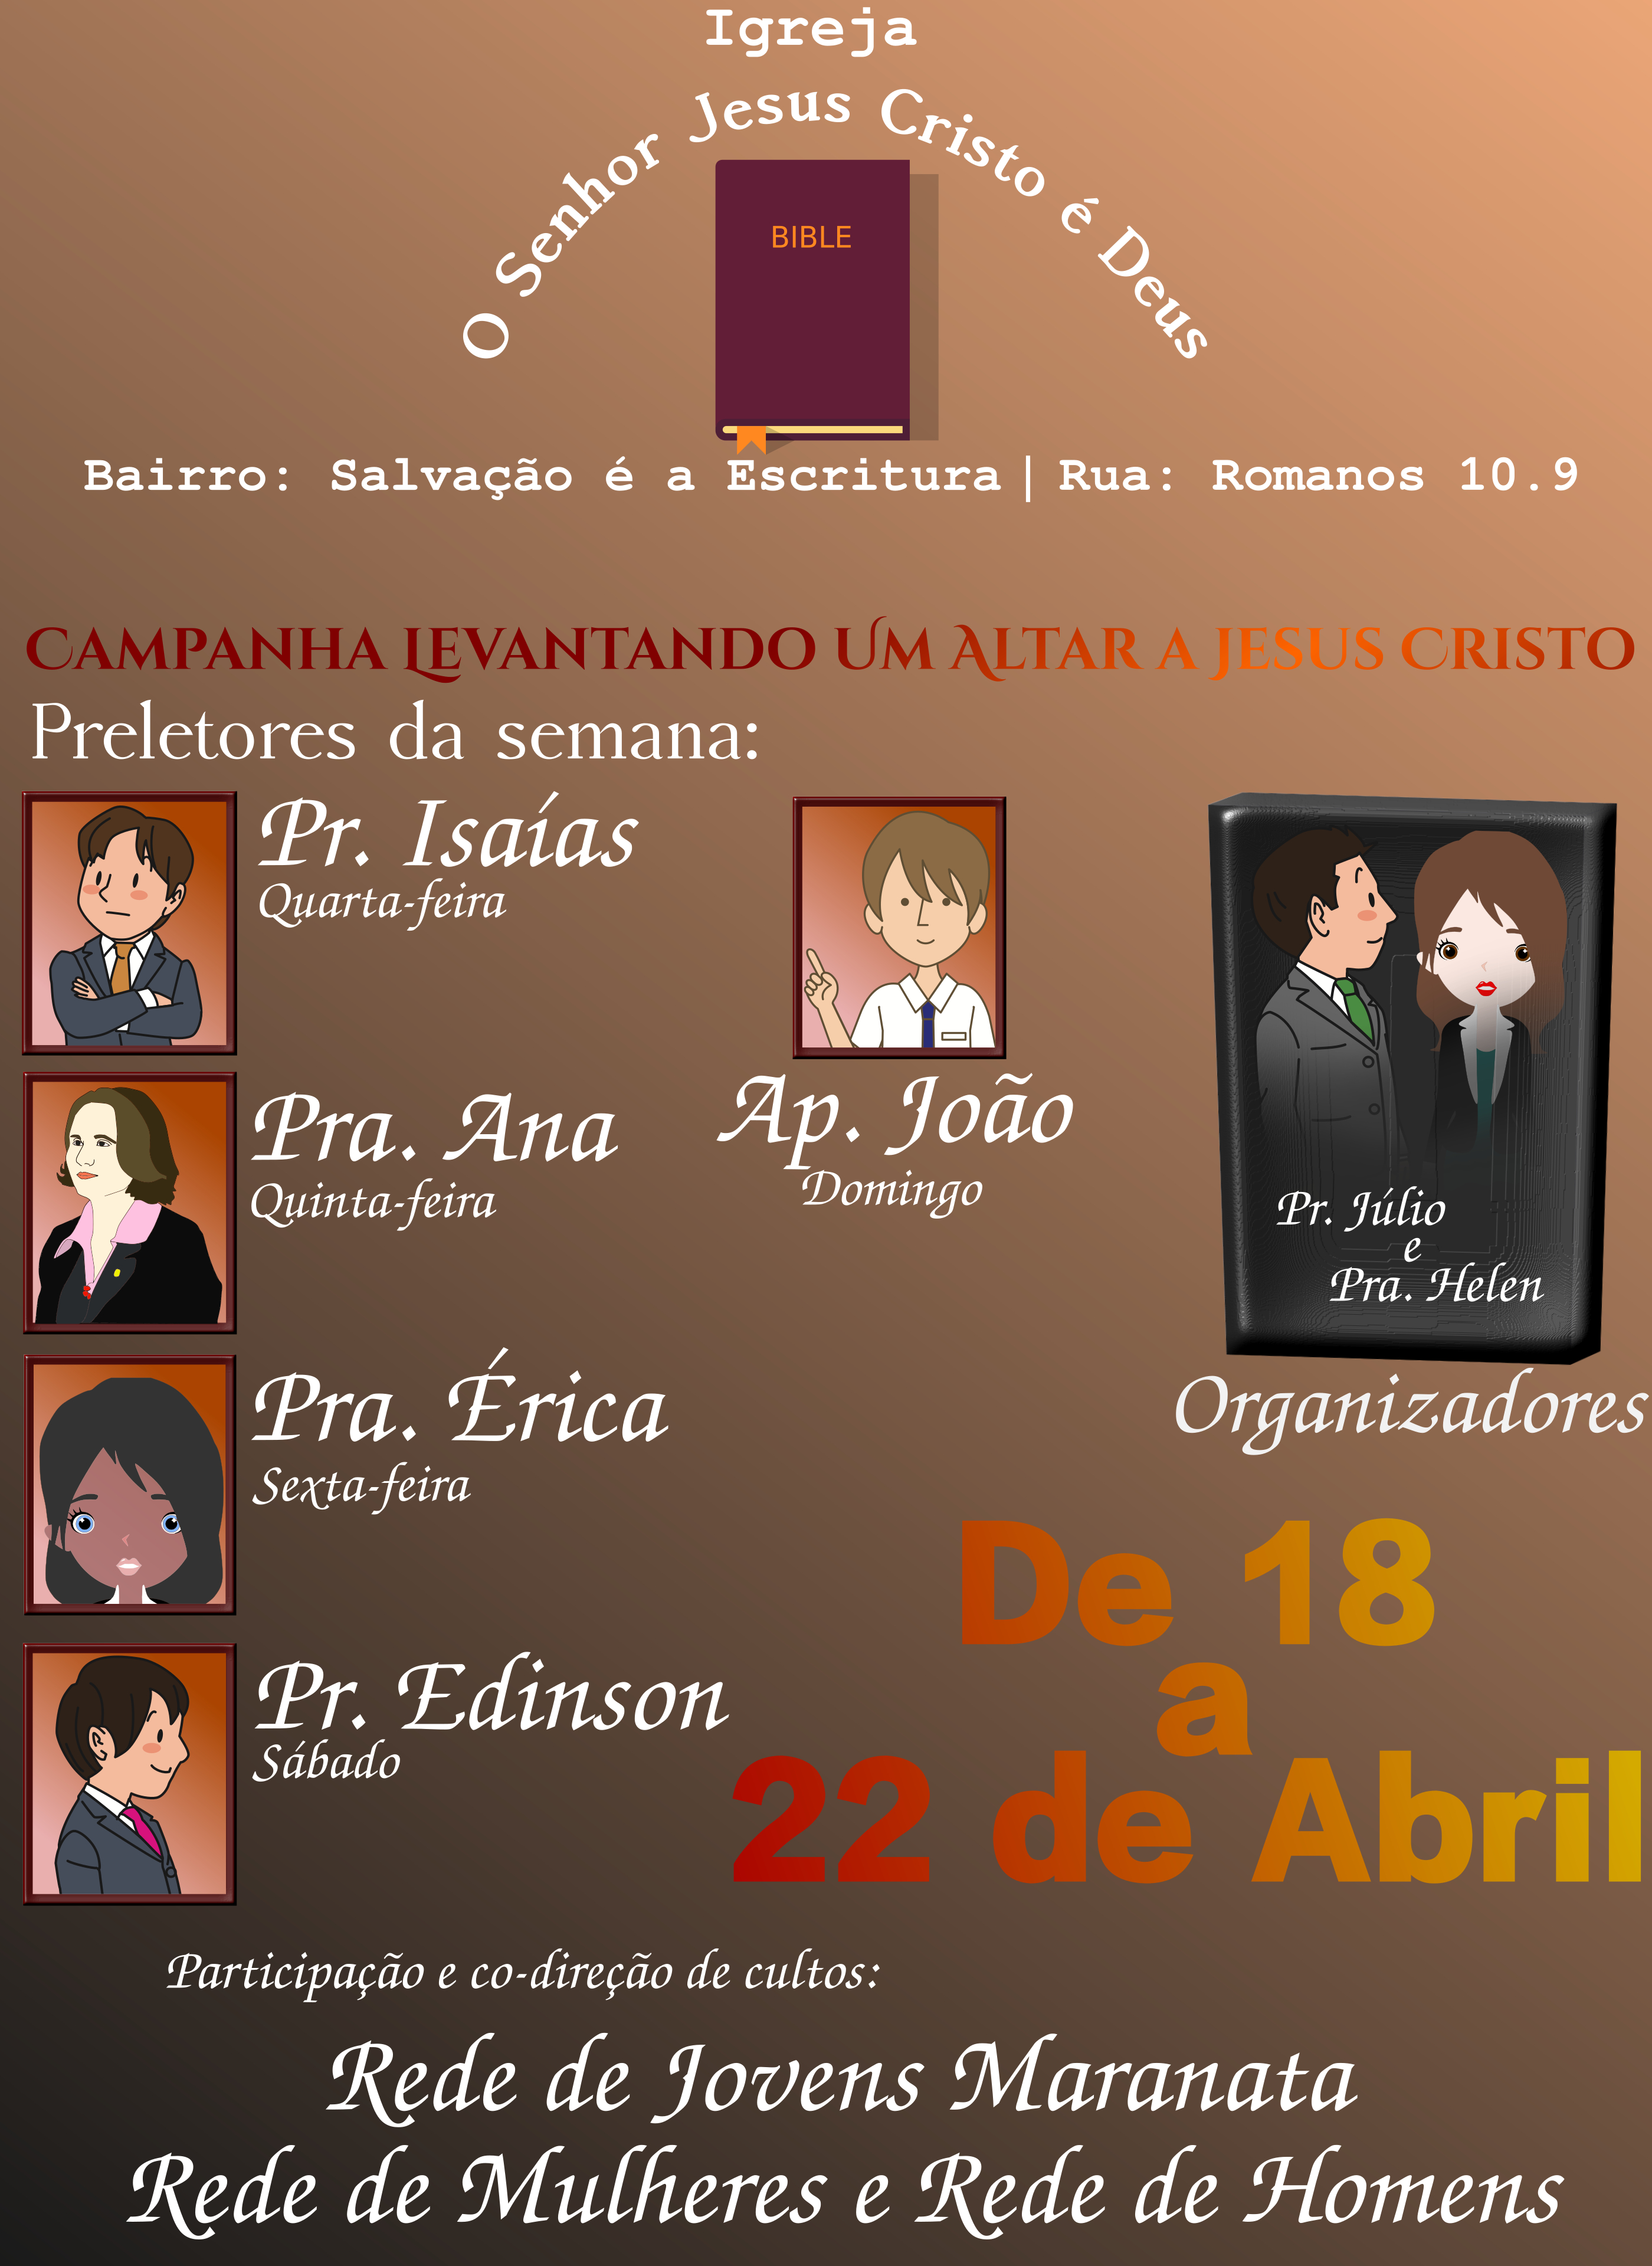 Igreja
O Senhor Jesus Cristo é Deus
BIBLE
Bairro: Salvação é a Escritura | Rua: Romanos 10.9
Campanha Levantando Um Altar a Jesus Cristo
Preletores da semana:
Pr. Isaías
Quarta-feira
Pra. Ana
Quinta-feira
Pra. Érica
Sexta-feira
Pr. Edinson
Sábado
Ap. João
Domingo
Pr. Júlio
e
Pra. Helen
Organizadores
De 18
a
22 de Abril
Participação e co-direção de cultos:
Rede de Jovens Maranata
Rede de Mulheres e Rede de Homens